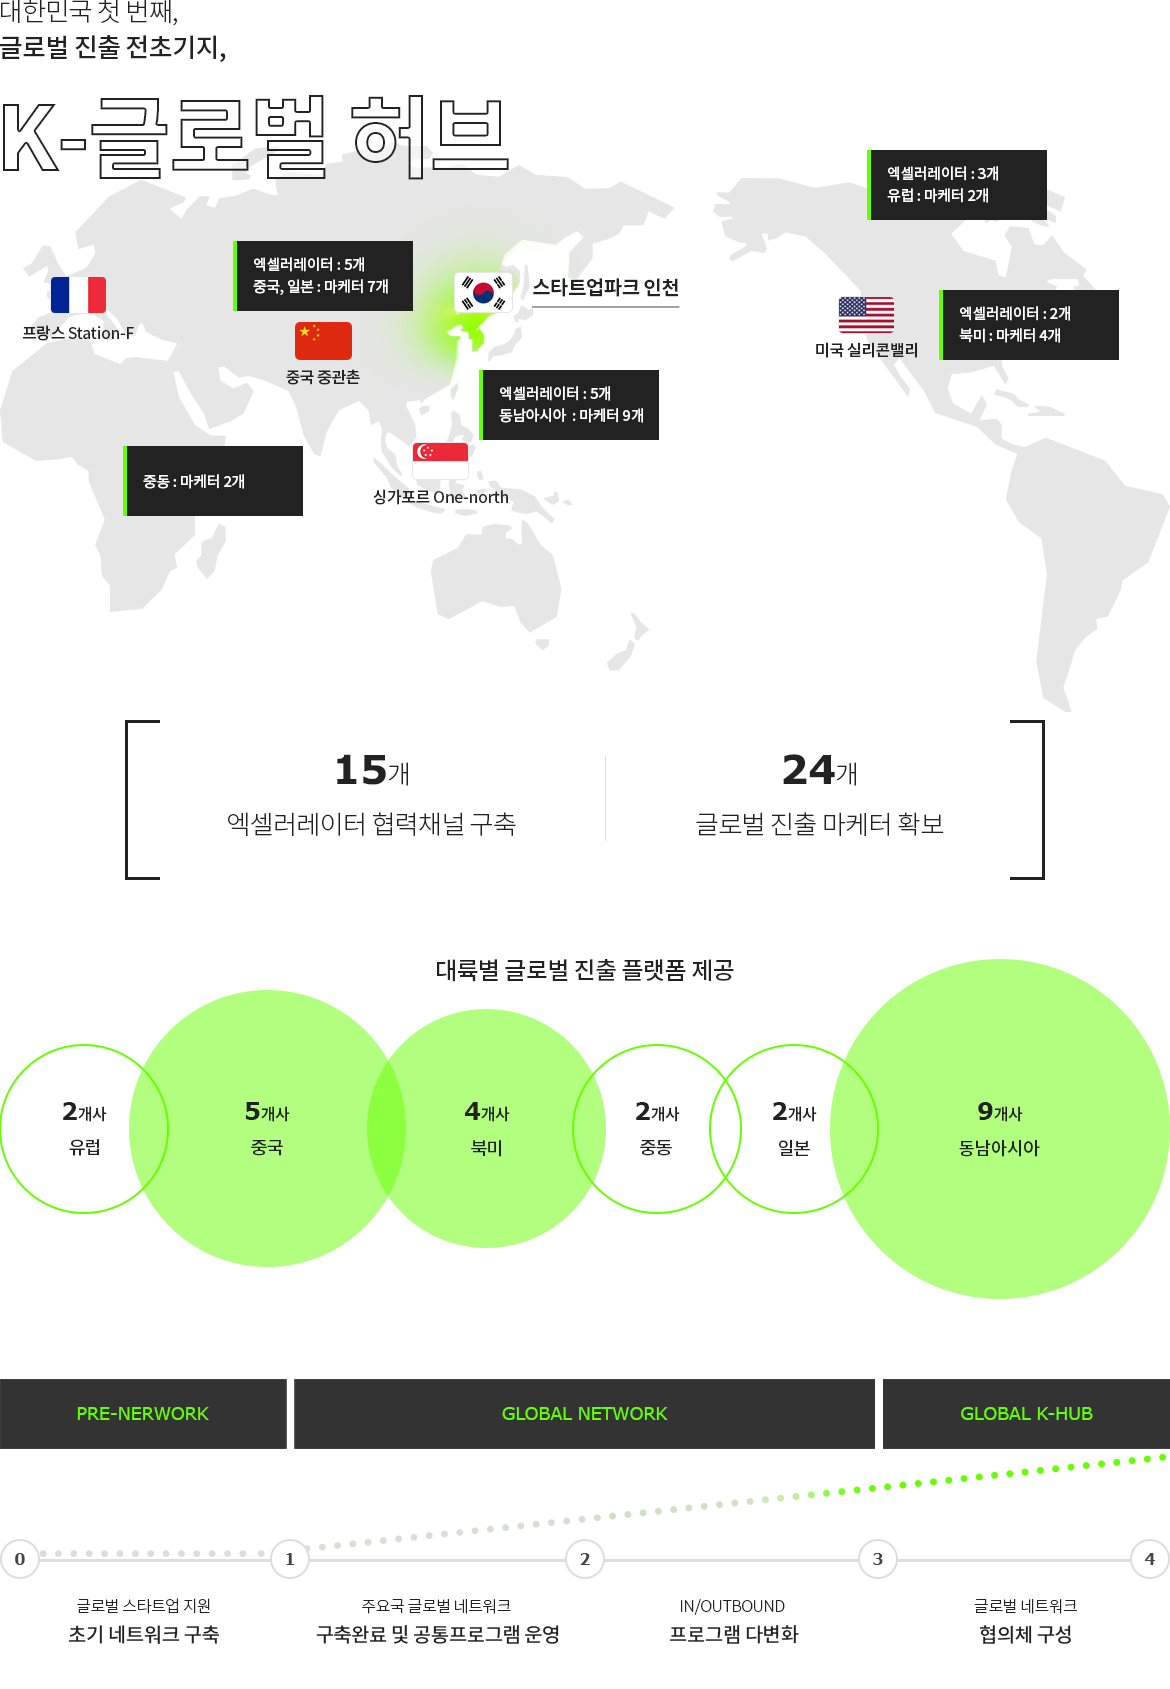 대한민국 첫 번째,
글로벌 진출 전초기지,
K-글로벌 허브
엑셀러레이터 : 3개
유럽 : 마케터 2개
엑셀러레이터 : 5개
중국, 일본 : 마케터 7개
스타트업파크 인천
프랑스 Station-F
중국 중관촌
엑셀러레이터 : 2개
북미 : 마케터 4개
미국 실리콘밸리
엑셀러레이터 : 5개
동남아시아 : 마케터 9개
중동 : 마케터 2개
싱가포르 One-north
15개
엑셀러레이터 협력채널 구축
24개
글로벌 진출 마케터 확보
대륙별 글로벌 진출 플랫폼 제공
2개사
유럽
5개사
중국
4개사
북미
2개사
중동
2개사
일본
9개사
동남아시아
PRE-NERWORK
GLOBAL NETWORK
GLOBAL K-HUB
0
1
2
3
4
글로벌 스타트업 지원
초기 네트워크 구축
주요국 글로벌 네트워크
구축완료 및 공통프로그램 운영
IN/OUTBOUND
프로그램 다변화
글로벌 네트워크
협의체 구성